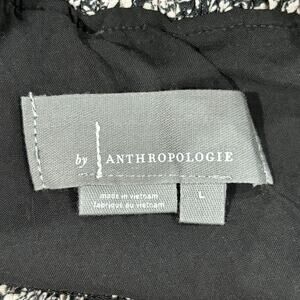 by ANTHROPOLOGIE
made in vietnam
fabriqué au vietnam
L